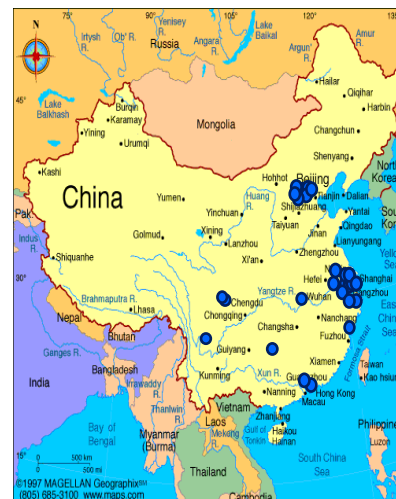 75°
90°
105°
120°
135°
Irtysh
R.
Ob' R.
Yenisey
R.
Angara
R.
Lake
Baikal
Argun'
R.
Amur
R.
Russia
Hailar
Qiqihar
Harbin
45°
Lake
Balkhash
Burqin
Karamay
Yining
Urumqi
Mongolia
Changchun
Shenyang
Kashi
China
Yumen
Hohhot
Beijing
Tianjin
Dalian
North
Korea
Huang
R.
Shijiazhuang
Yantai
Yinchuan
Taiyuan
Jinan
Qingdao
Pak
Indus
R.
Golmud
Xining
Lanzhou
Lianyungang
Zhengzhou
Xi'an
Shiquanhe
30°
Hefei
Shanghai
Yangtze R.
Wuhan
Brahmaputra R.
Lhasa
Chengdu
Chongqing
Nanchang
East
Nepal
Bhutan
Changsha
Fuzhou
Ganges R.
Guiyang
Formosa Strait
Bangladesh
Kunming
Xun R.
Xiamen
Taiwan
Kao hsiung
India
Irrawaddy
R.
Nanning
Hong Kong
Macau
Thanlwin
R.
Vietnam
Zhanjiang
Laos
Haikou
Hainan
Gulf of
Tonkin
Mekong
R.
Philippine
Luzon
Bay of
Bengal
Myanmar
(Burma)
South China
Sea
Thailand
0
500 mi
0
500 km
©1997 MAGELLAN Geographix℠
(805) 685-3100 www.maps.com
Cambodia